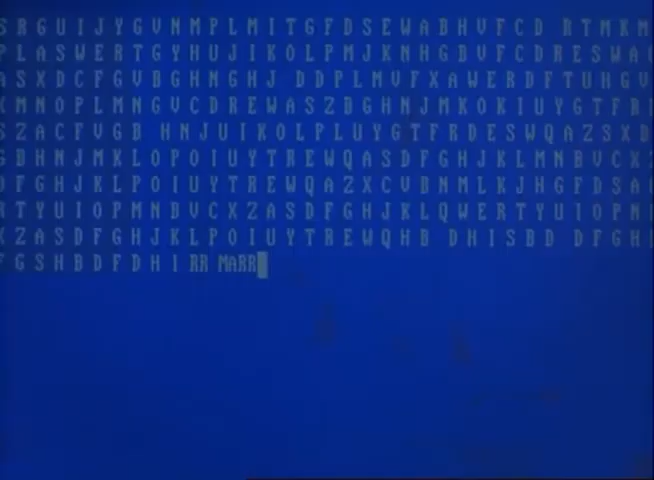 S R G U I J Y G V N M P L M I T G F D S E W A B H V F C D R T M K M
P L A S W E R T G Y H U J I K O L P M J K N H G D V F C D R E S W A
A S X D C F G V B G H N G H J D D P L M V F X A W E R D F T U H G V
M N O P L M N G V C D R E W A S Z B G H N J M K O K I U Y G T F R
S Z A C F V G B H N J U I K O L P L U Y G T F R D E S W Q A Z S X D
G B H N J M K L O P O I U Y T R E W Q A S D F G H J K L M N B V C X
D F G H J K L P O I U Y T R E W Q A Z X C V B N M L K J H G F D S A
R T Y U I O P M N B V C X Z A S D F G H J K L Q W E R T Y U I O P N
X Z A S D F G H J K L P O I U Y T R E W Q H B D H I S B D D F G H
F G S H B D F D H I RR MARR